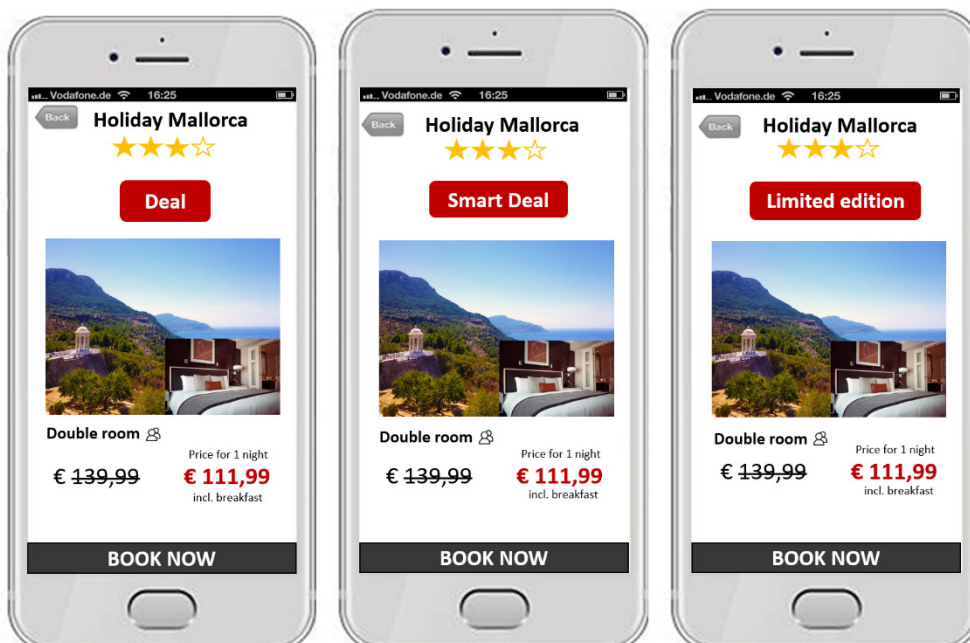 Vodafone.de 16:25
Back
Holiday Mallorca
Deal
Double room
Price for 1 night
€ 139,99 € 111,99
incl. breakfast
BOOK NOW
Vodafone.de 16:25
Back
Holiday Mallorca
Smart Deal
Double room
Price for 1 night
€ 139,99 € 111,99
incl. breakfast
BOOK NOW
Vodafone.de 16:25
Back
Holiday Mallorca
Limited edition
Double room
Price for 1 night
€ 139,99 € 111,99
incl. breakfast
BOOK NOW